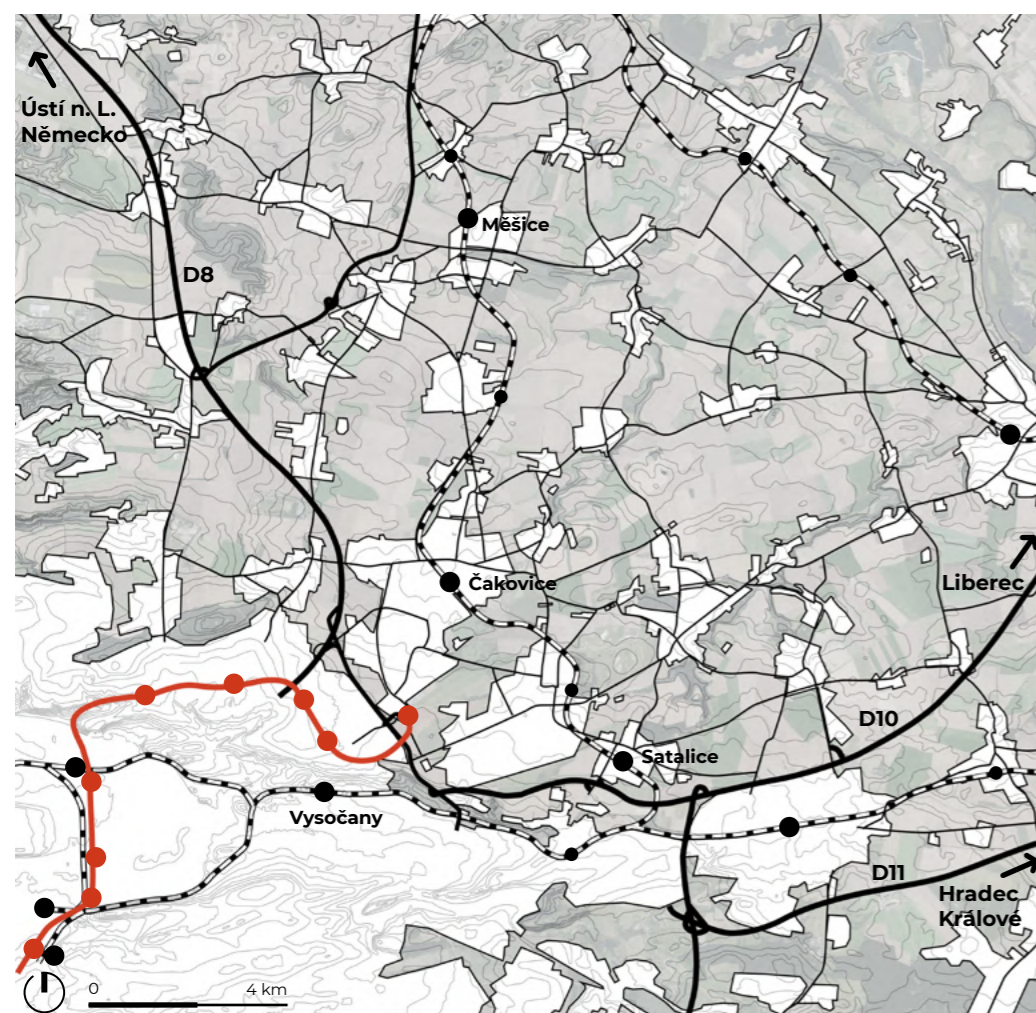 Ústí n. L.
Německo
Měšice
D8
Čakovice
Liberec
D10
Satalice
Vysočany
D11
Hradec
Králové
0 4 km